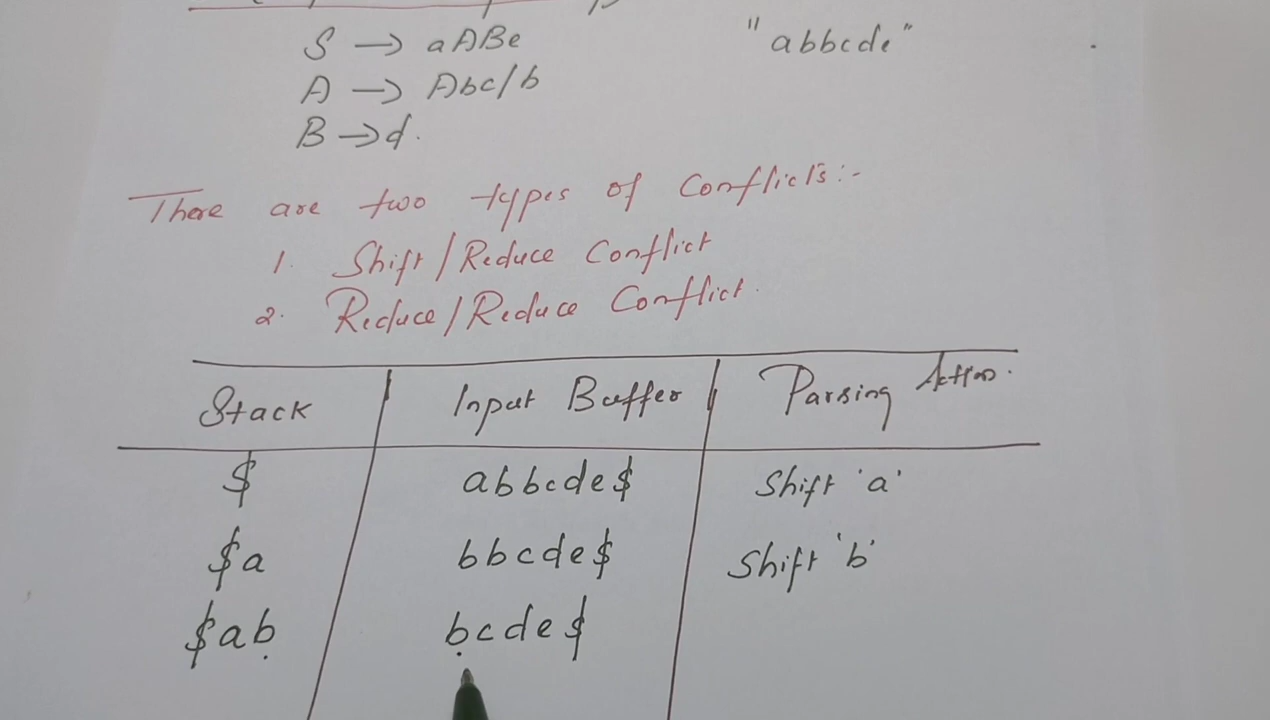 S → aABe "abbcde"
A → Abc/b
B → d.
There are two types of Conflicts:-
1. Shift/Reduce Conflict
2. Reduce/Reduce Conflict.
Stack Input Buffer Parsing Action.
$ abbcde$ Shift 'a'
$a bbcde$ Shift 'b'
$ab bcde$